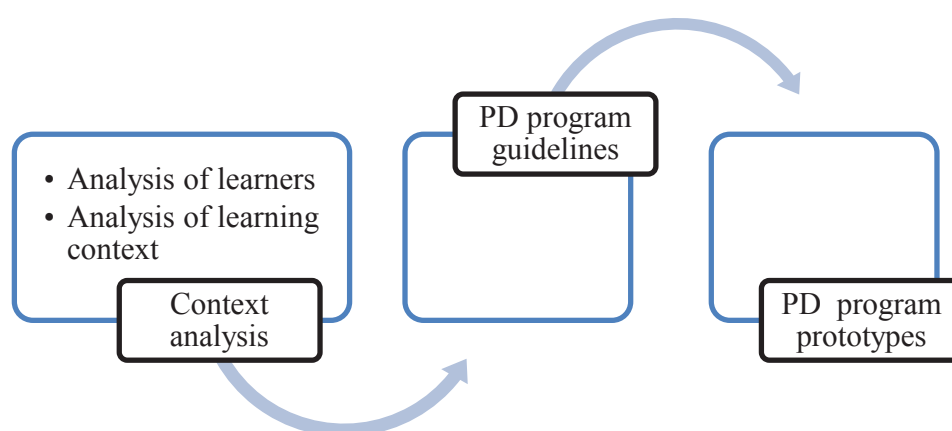 • Analysis of learners
• Analysis of learning
context
Context
analysis
PD program
guidelines
PD program
prototypes